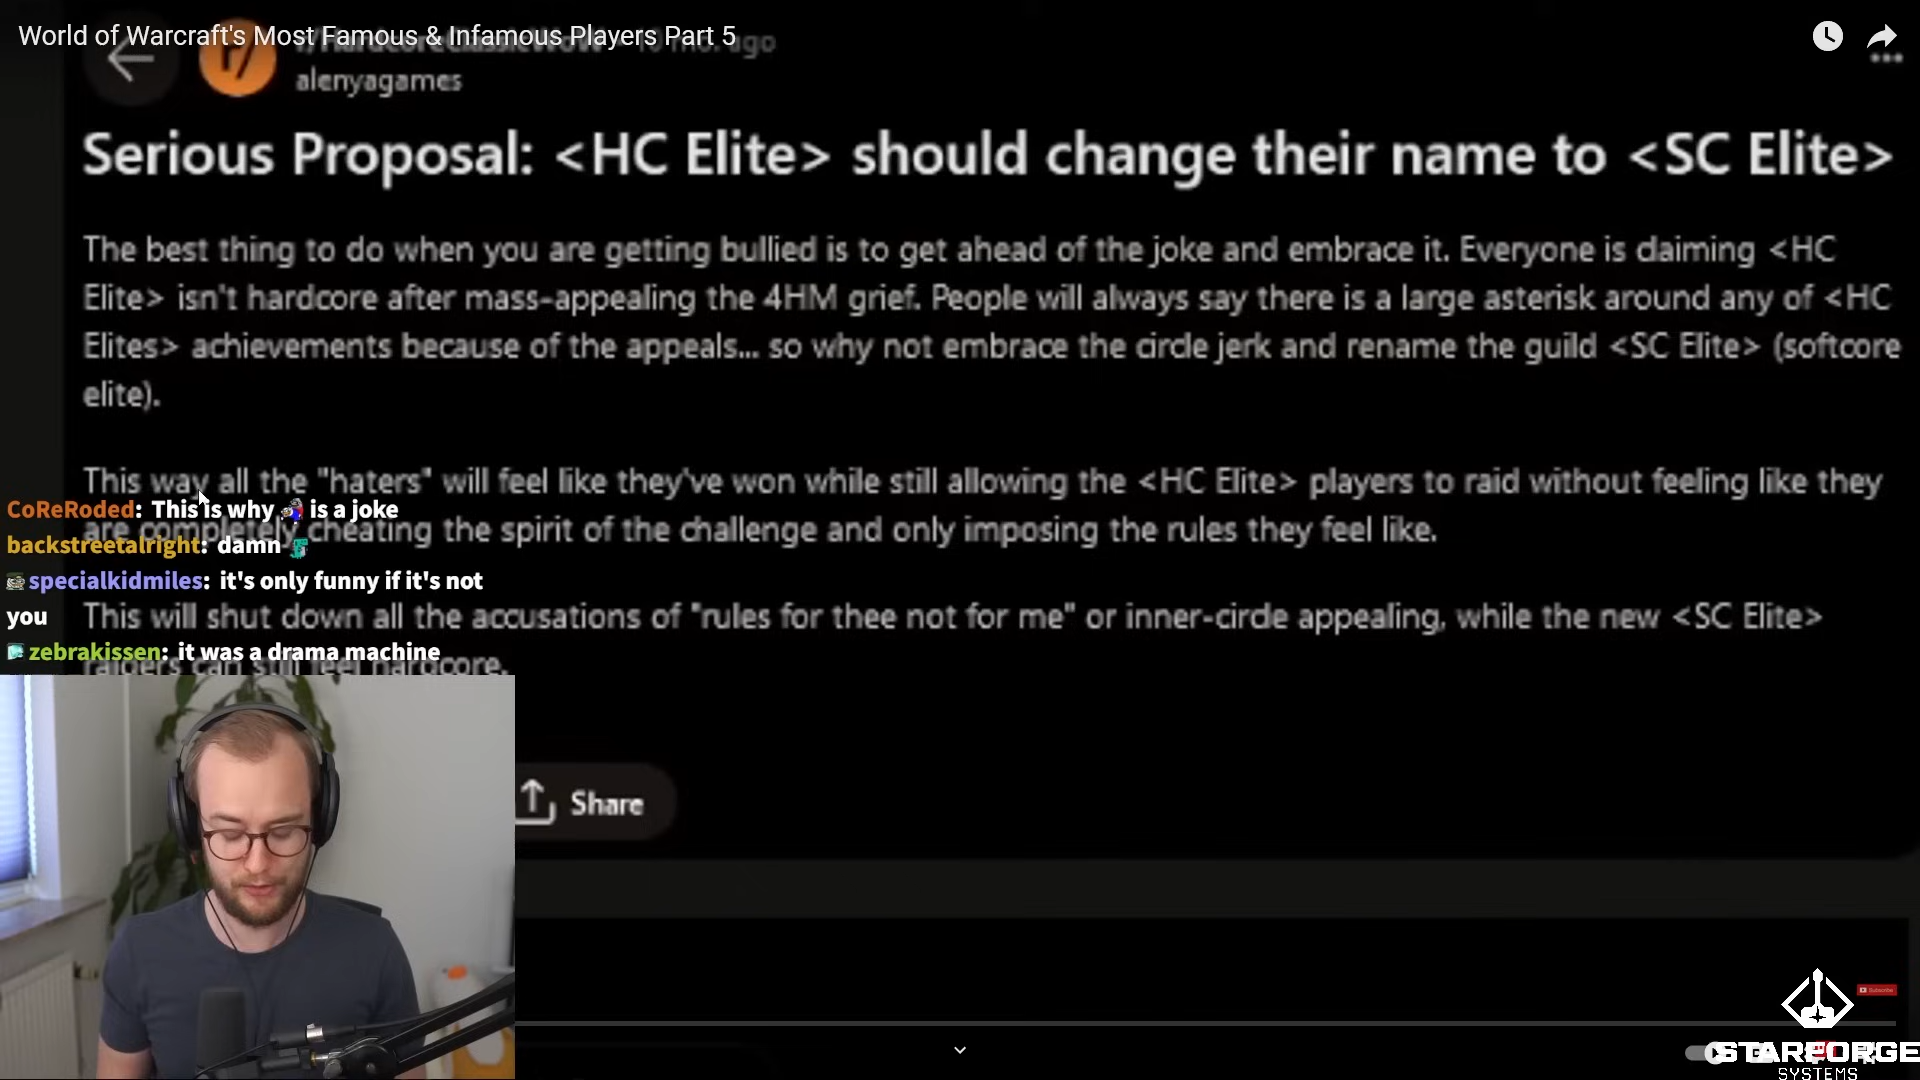 World of Warcraft's Most Famous & Infamous Players Part 5
ago
alenyagames
Serious Proposal: <HC Elite> should change their name to <SC Elite>
The best thing to do when you are getting bullied is to get ahead of the joke and embrace it. Everyone is claiming <HC
Elite> isn't hardcore after mass-appealing the 4HM grief. People will always say there is a large asterisk around any of <HC
Elites> achievements because of the appeals... so why not embrace the circle jerk and rename the guild <SC Elite> (softcore
elite).
This way all the "haters" will feel like they've won while still allowing the <HC Elite> players to raid without feeling like they
are completely cheating the spirit of the challenge and only imposing the rules they feel like.
This will shut down all the accusations of "rules for thee not for me" or inner-circle appealing, while the new <SC Elite>
raiders can still feel hardcore.
CoReRoded: This is why is a joke
backstreetalright: damn
specialkidmiles: it's only funny if it's not
you
zebrakissen: it was a drama machine
Share
Subscribe
STARFORGE
SYSTEMS